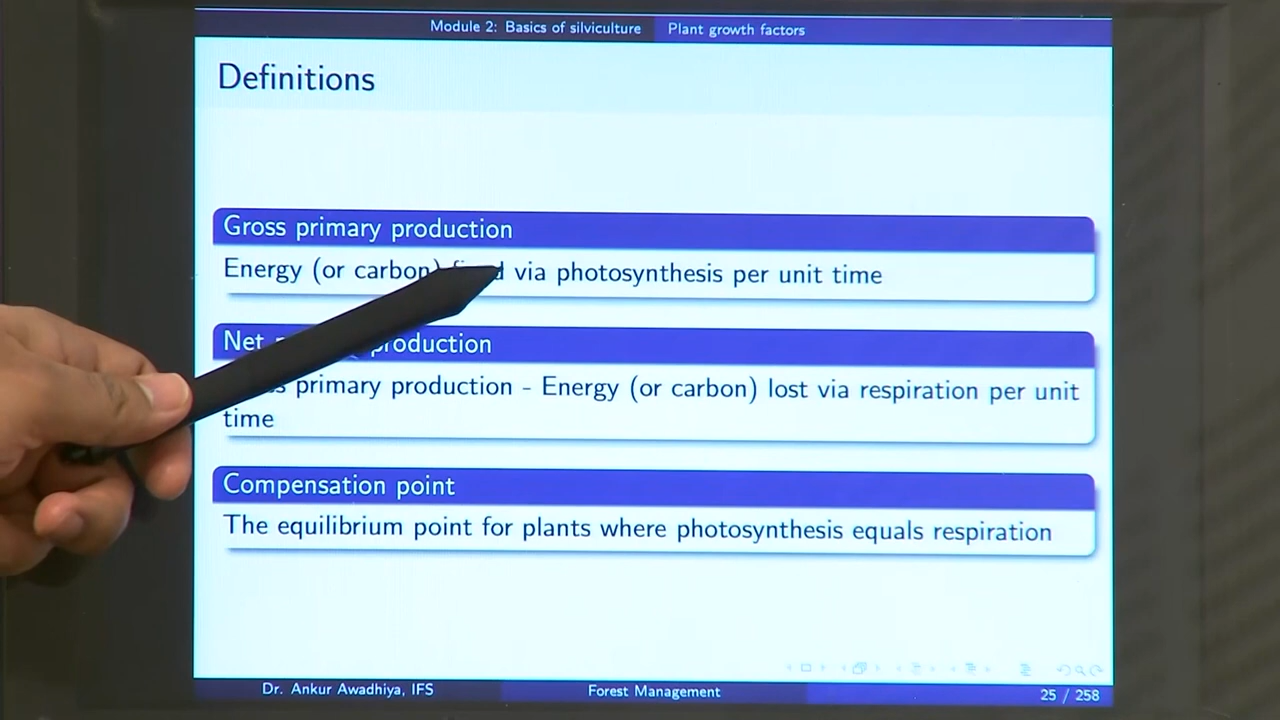 Module 2: Basics of silviculture Plant growth factors
Definitions
Gross primary production
Energy (or carbon) via photosynthesis per unit time
Net production
primary production - Energy (or carbon) lost via respiration per unit
time
Compensation point
The equilibrium point for plants where photosynthesis equals respiration
Dr. Ankur Awadhiya, IFS Forest Management 25 / 258